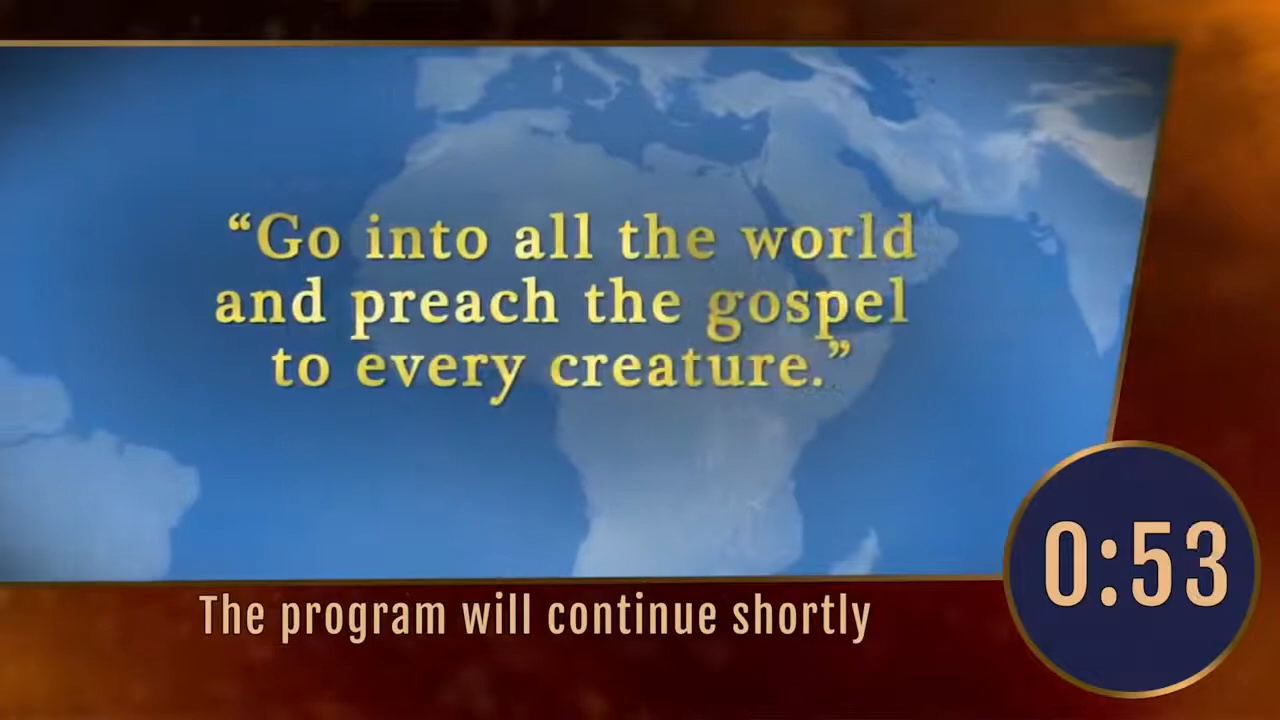 “Go into all the world
and preach the gospel
to every creature.”
The program will continue shortly
0:53